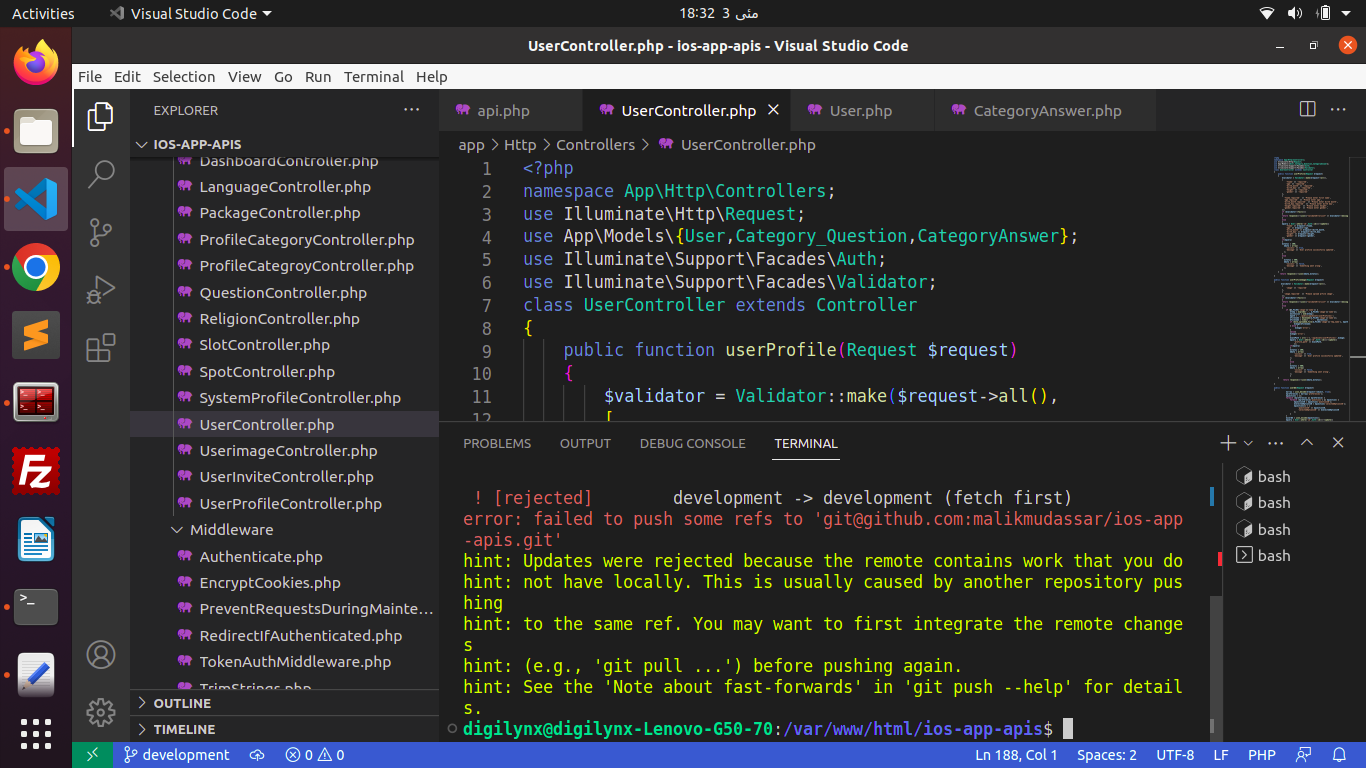 Activities
Visual Studio Code
18:32 3 مئی
UserController.php - ios-app-apis - Visual Studio Code
File Edit Selection View Go Run Terminal Help
EXPLORER
IOS-APP-APIS
DashboardController.php
LanguageController.php
PackageController.php
ProfileCategoryController.php
ProfileCategroyController.php
QuestionController.php
ReligionController.php
SlotController.php
SpotController.php
SystemProfileController.php
UserController.php
UserimageController.php
UserInviteController.php
UserProfileController.php
Middleware
Authenticate.php
EncryptCookies.php
PreventRequestsDuringMainte...
RedirectIfAuthenticated.php
TokenAuthMiddleware.php
TrimStrings.php
OUTLINE
TIMELINE
api.php UserController.php User.php CategoryAnswer.php
app > Http > Controllers > UserController.php
1 <?php
2 namespace App\Http\Controllers;
3 use Illuminate\Http\Request;
4 use App\Models\{User,Category_Question,CategoryAnswer};
5 use Illuminate\Support\Facades\Auth;
6 use Illuminate\Support\Facades\Validator;
7 class UserController extends Controller
8 {
9 public function userProfile(Request $request)
10 {
11 $validator = Validator::make($request->all(),
12 [
PROBLEMS OUTPUT DEBUG CONSOLE TERMINAL
! [rejected] development -> development (fetch first)
error: failed to push some refs to 'git@github.com:malikmudassar/ios-app
-apis.git'
hint: Updates were rejected because the remote contains work that you do
hint: not have locally. This is usually caused by another repository pus
hing
hint: to the same ref. You may want to first integrate the remote change
s
hint: (e.g., 'git pull ...') before pushing again.
hint: See the 'Note about fast-forwards' in 'git push --help' for detail
s.
digilynx@digilynx-Lenovo-G50-70:/var/www/html/ios-app-apis$
bash
bash
bash
bash
development 0 0
Ln 188, Col 1 Spaces: 2 UTF-8 LF PHP